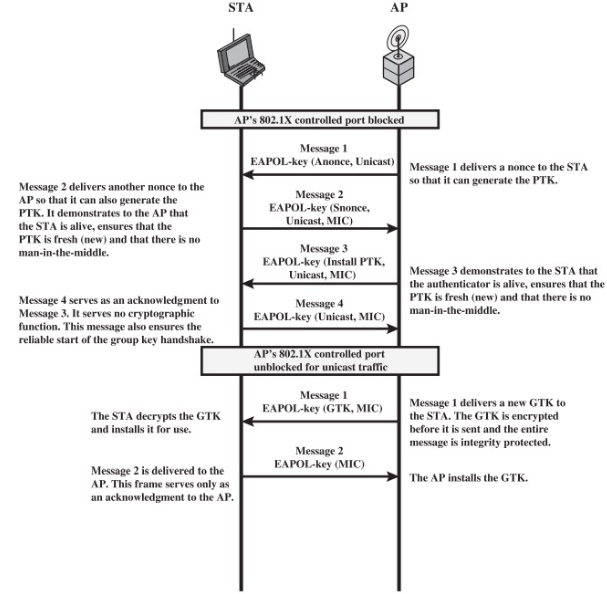 STA
AP
AP's 802.1X controlled port blocked
Message 1
EAPOL-key (Anonce, Unicast)
Message 1 delivers a nonce to the STA
so that it can generate the PTK.
Message 2 delivers another nonce to the
AP so that it can also generate the
PTK. It demonstrates to the AP that
the STA is alive, ensures that the
PTK is fresh (new) and that there is no
man-in-the-middle.
Message 2
EAPOL-key (Snonce,
Unicast, MIC)
Message 3
EAPOL-key (Install PTK,
Unicast, MIC)
Message 3 demonstrates to the STA that
the authenticator is alive, ensures that the
PTK is fresh (new) and that there is no
man-in-the-middle.
Message 4 serves as an acknowledgment to
Message 3. It serves no cryptographic
function. This message also ensures the
reliable start of the group key handshake.
Message 4
EAPOL-key (Unicast, MIC)
AP's 802.1X controlled port
unblocked for unicast traffic
Message 1
EAPOL-key (GTK, MIC)
Message 1 delivers a new GTK to
the STA. The GTK is encrypted
before it is sent and the entire
message is integrity protected.
The STA decrypts the GTK
and installs it for use.
Message 2
EAPOL-key (MIC)
Message 2 is delivered to the
AP. This frame serves only as
an acknowledgment to the AP.
The AP installs the GTK.